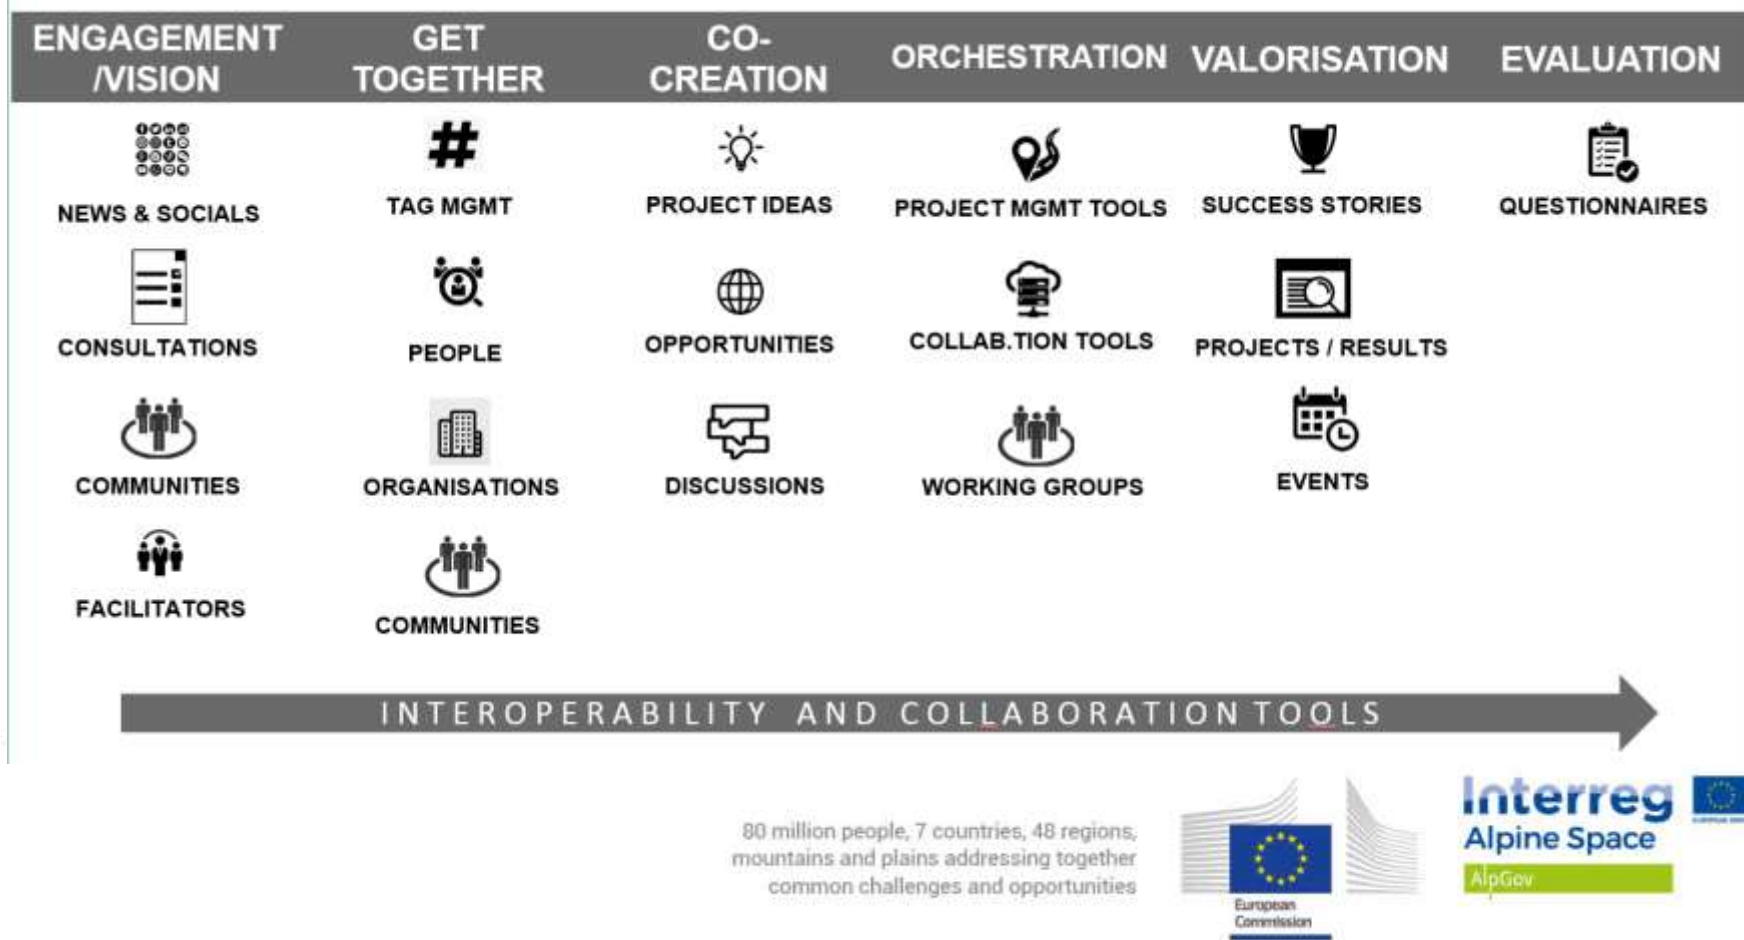 ENGAGEMENT
/VISION
GET
TOGETHER
CO-
CREATION
ORCHESTRATION
VALORISATION
EVALUATION
NEWS & SOCIALS
TAG MGMT
PROJECT IDEAS
PROJECT MGMT TOOLS
SUCCESS STORIES
QUESTIONNAIRES
CONSULTATIONS
PEOPLE
OPPORTUNITIES
COLLAB.TION TOOLS
PROJECTS / RESULTS
COMMUNITIES
ORGANISATIONS
DISCUSSIONS
WORKING GROUPS
EVENTS
FACILITATORS
COMMUNITIES
INTEROPERABILITY AND COLLABORATION TOOLS
80 million people, 7 countries, 48 regions,
mountains and plains addressing together
common challenges and opportunities
European
Commission
Interreg
Alpine Space
AlpGov